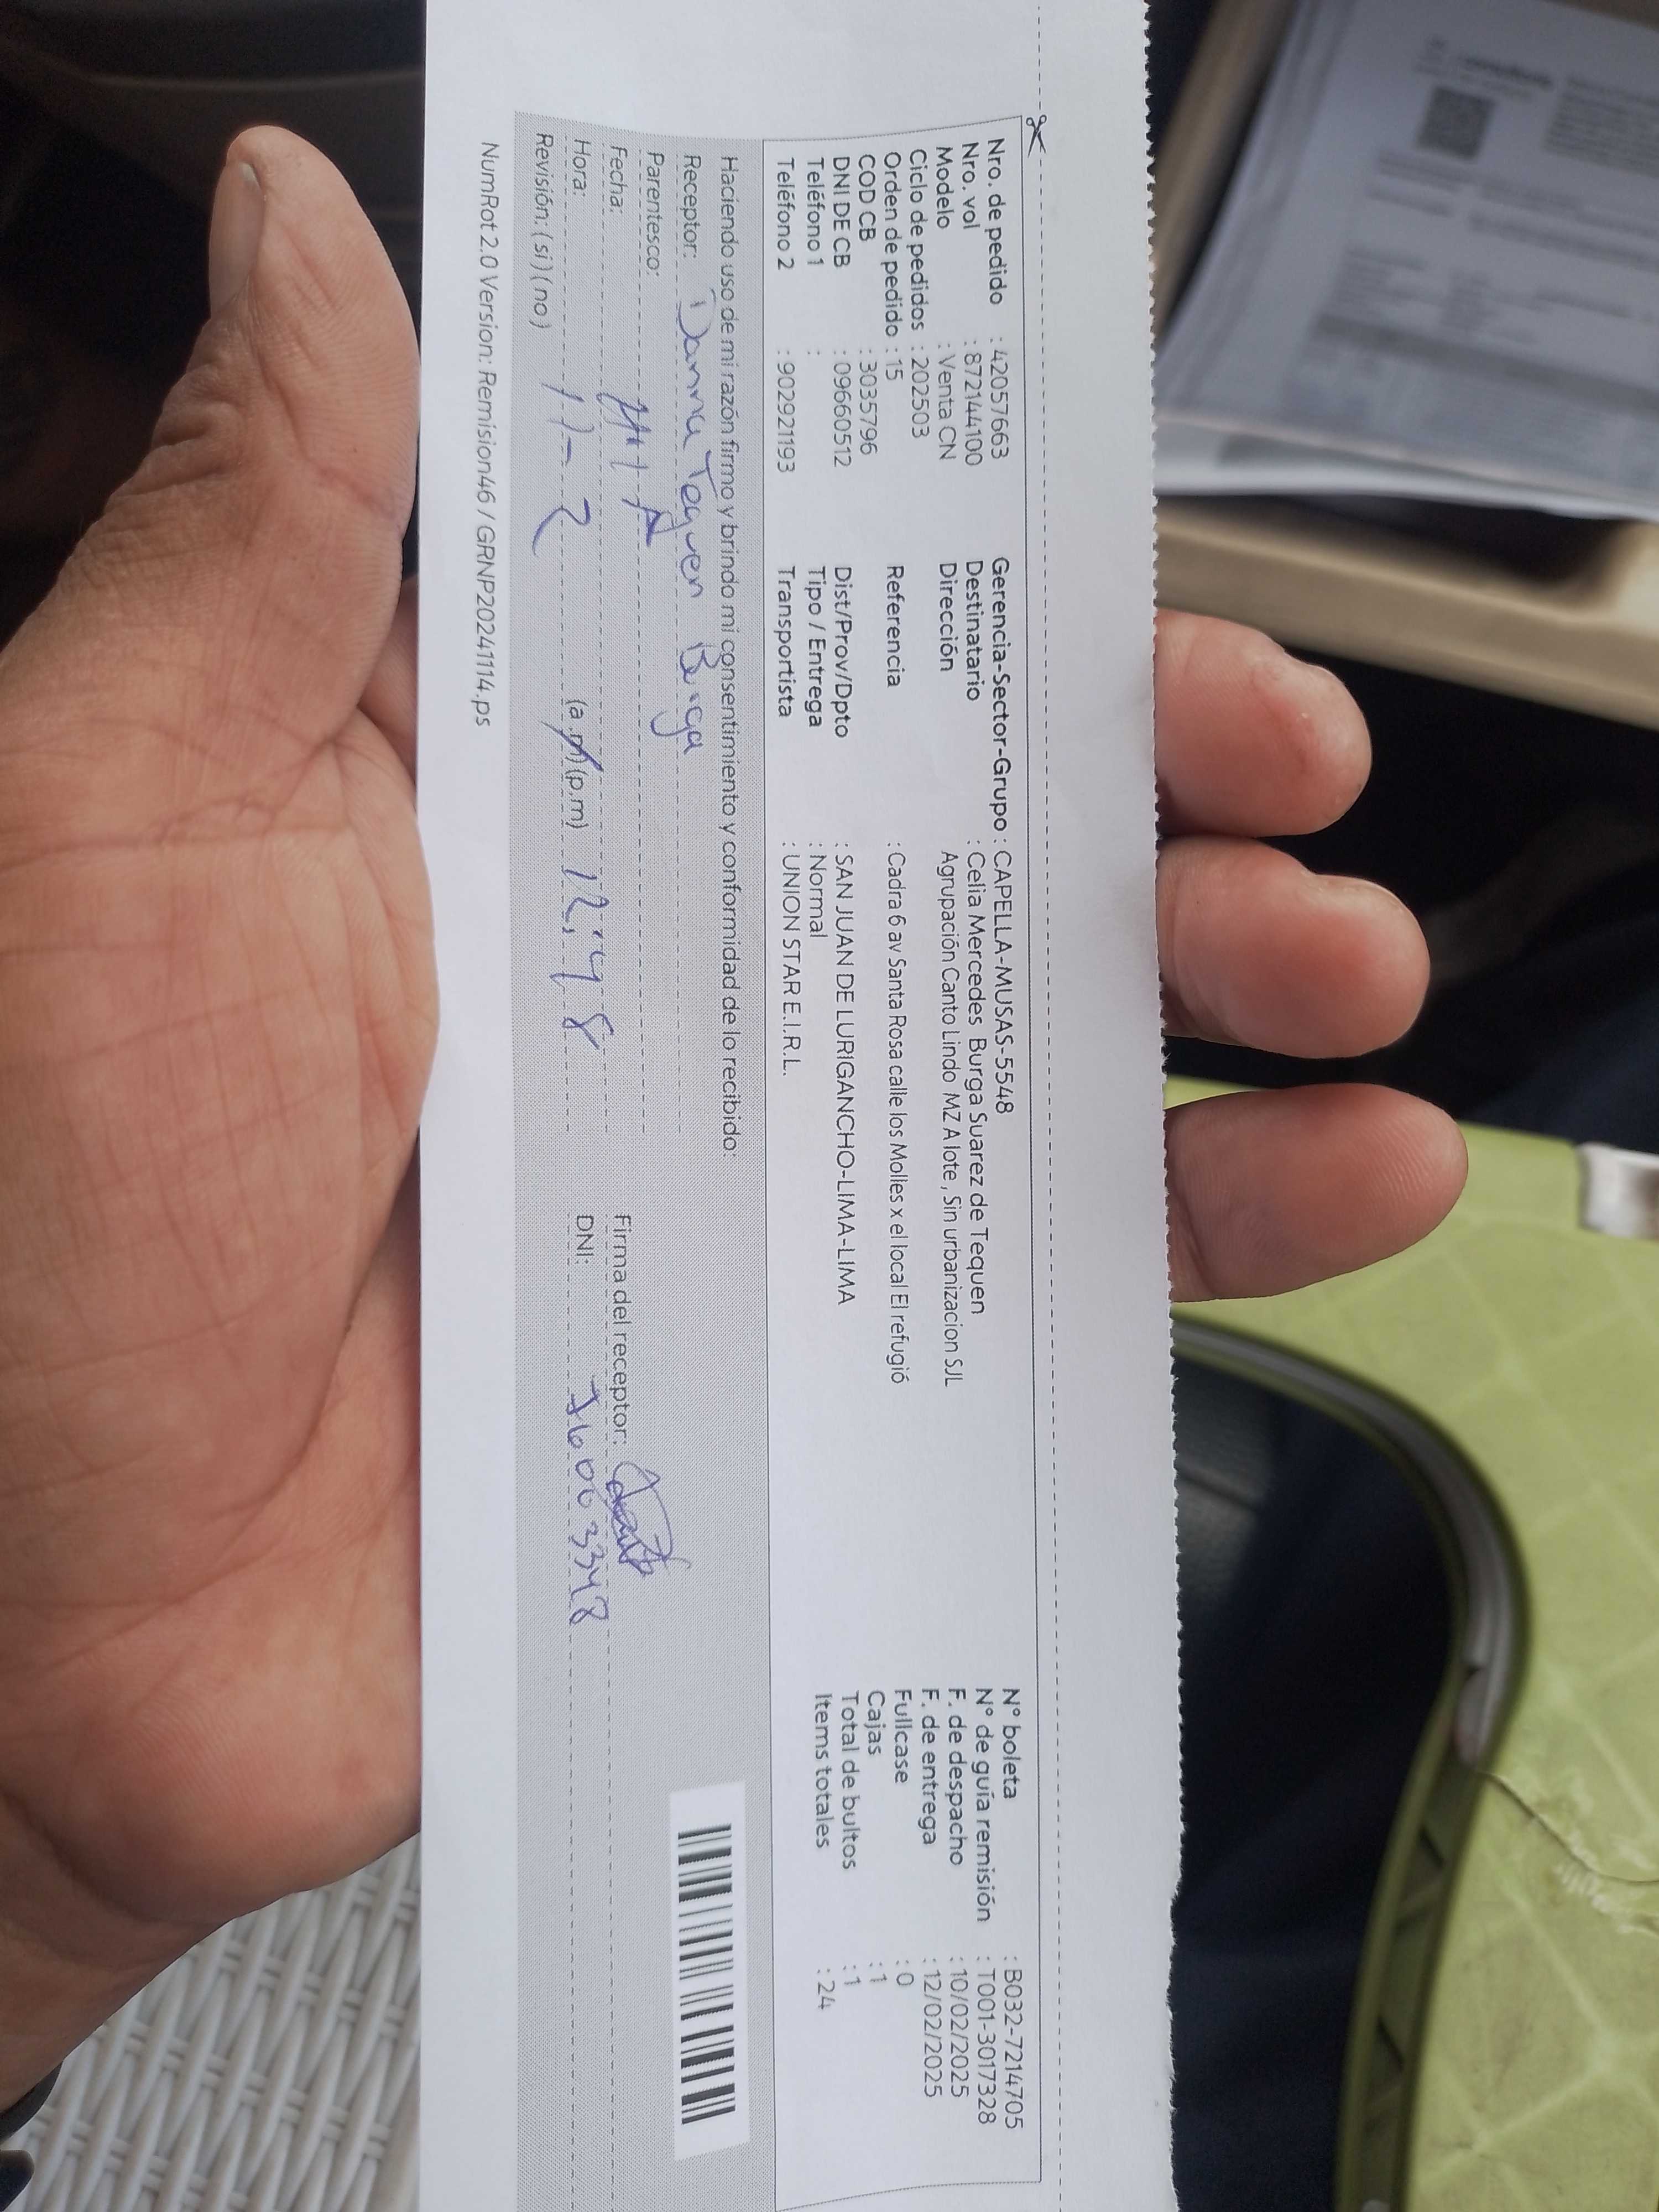 Nro. de pedido : 42057663
Nro. vol : 872144100
Modelo : Venta CN
Ciclo de pedidos : 202503
Orden de pedido : 15
COD CB : 3035796
DNI DE CB : 09660512
Teléfono 1 :
Teléfono 2 : 902921193
Gerencia-Sector-Grupo : CAPELLA-MUSAS-5548
Destinatario : Celia Mercedes Burga Suarez de Tequen
Dirección Agrupación Canto Lindo MZ A lote , Sin urbanizacion SJL
Referencia : Cadra 6 av Santa Rosa calle los Molles x el local El refugió
Dist/Prov/Dpto : SAN JUAN DE LURIGANCHO-LIMA-LIMA
Tipo / Entrega : Normal
Transportista : UNION STAR E.I.R.L.
N° boleta : B032-7214705
N° de guía remisión : T001-3017328
F. de despacho : 10/02/2025
F. de entrega : 12/02/2025
Fullcase : 0
Cajas : 1
Total de bultos : 1
Items totales : 24
Haciendo uso de mi razón firmo y brindo mi consentimiento y conformidad de lo recibido:
Receptor: Danna Tequen
Parentesco:
Fecha: 
Firma del receptor:
Hora: (a.m) (p.m) 12:48
DNI: 76003348
Revisión: (si) (no)
NumRot 2.0 Version: Remision46 / GRNP20241114.ps